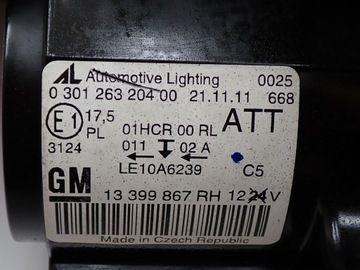 AL Automotive Lighting 0025
0 301 263 204 00 21.11.11 668
E1 17,5 01HCR 00 RL ATT
PL 011 02 A
3124 LE10A6239 C5
GM 13 399 867 RH 12 24 V
Made in Czech Republic